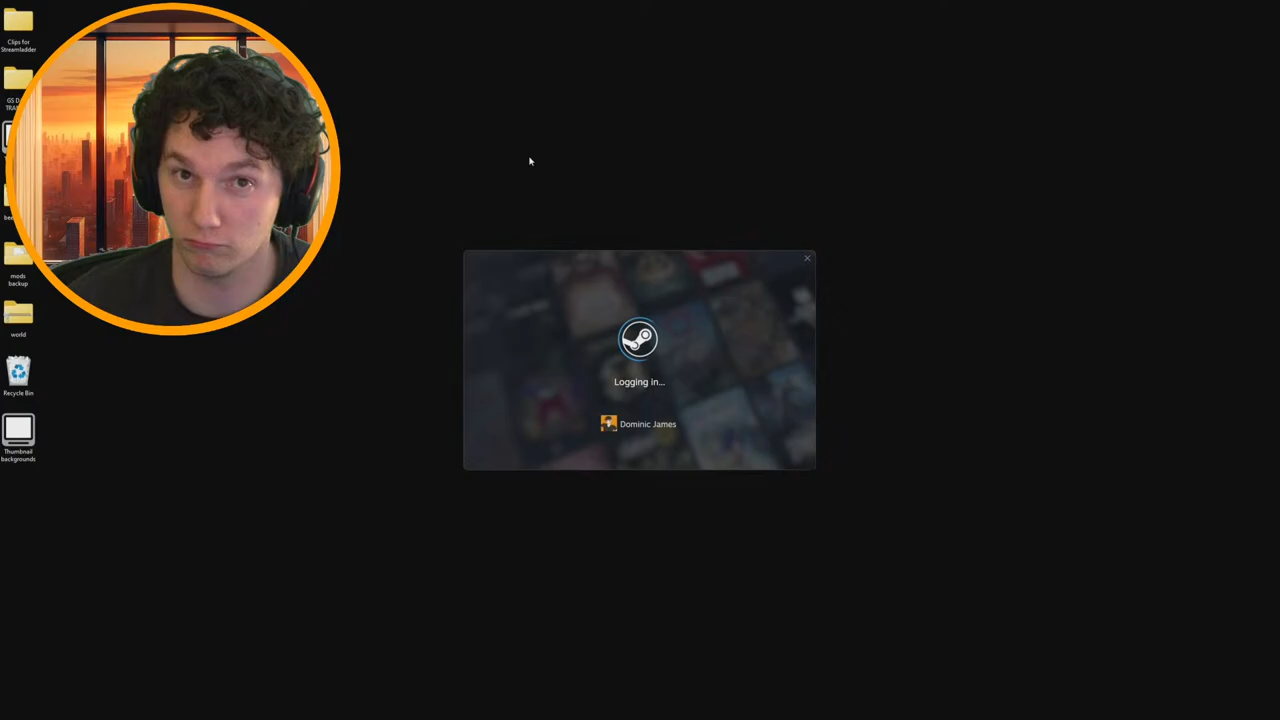 Clips for
Streamladder
mods
backup
world
Recycle Bin
Thumbnail
backgrounds
Logging in...
Dominic James